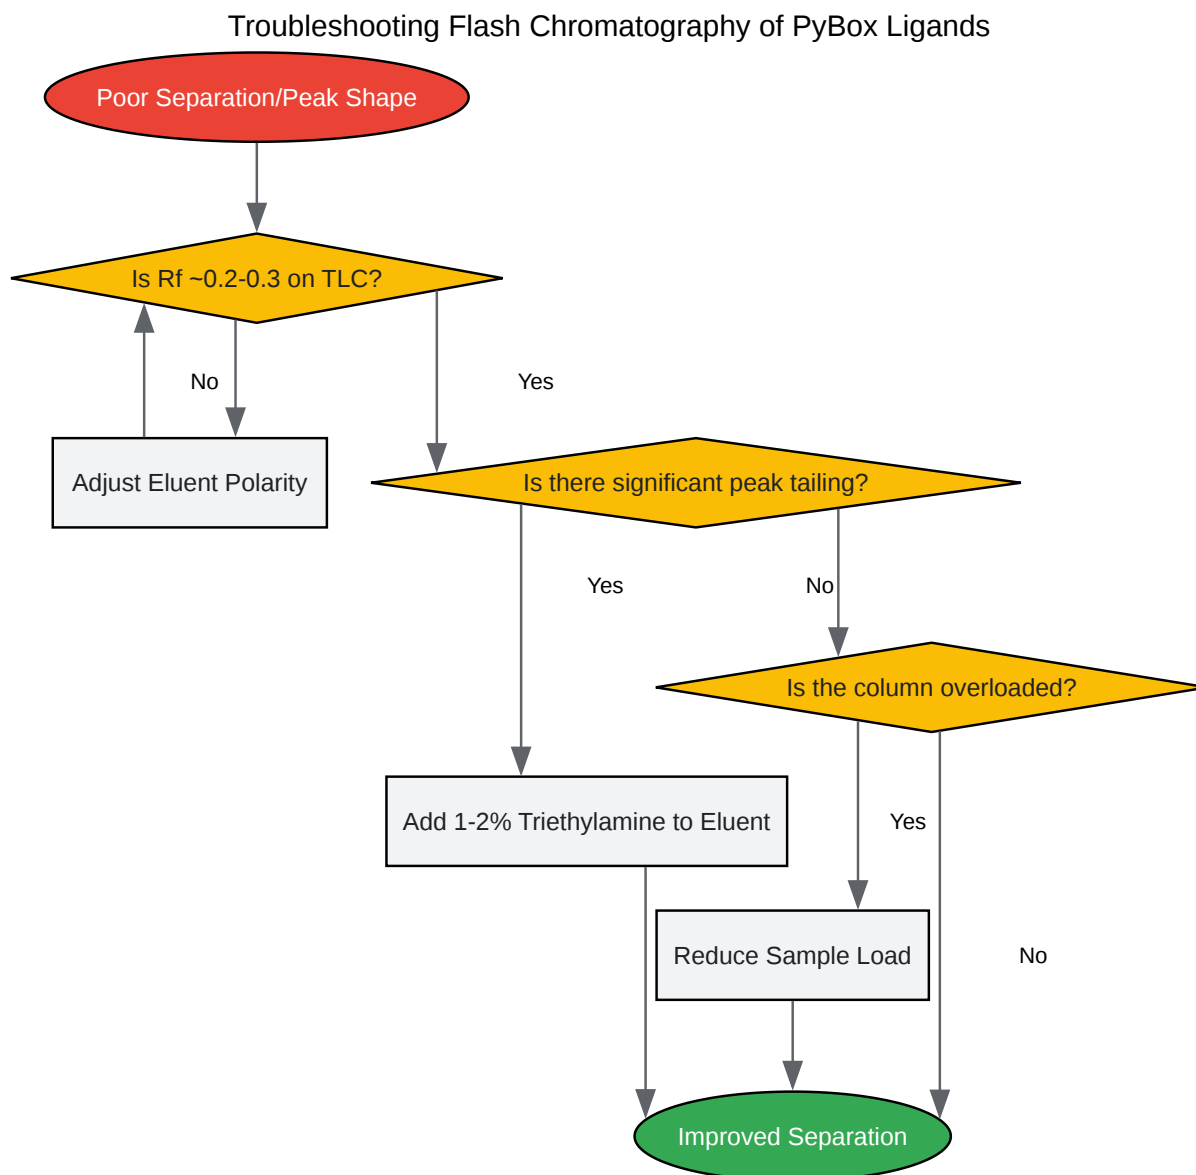 Troubleshooting Flash Chromatography of PyBox Ligands
Poor Separation/Peak Shape
Is Rf ~0.2-0.3 on TLC?
No
Yes
Adjust Eluent Polarity
Is there significant peak tailing?
Yes
No
Is the column overloaded?
Add 1-2% Triethylamine to Eluent
Yes
Reduce Sample Load
No
Improved Separation